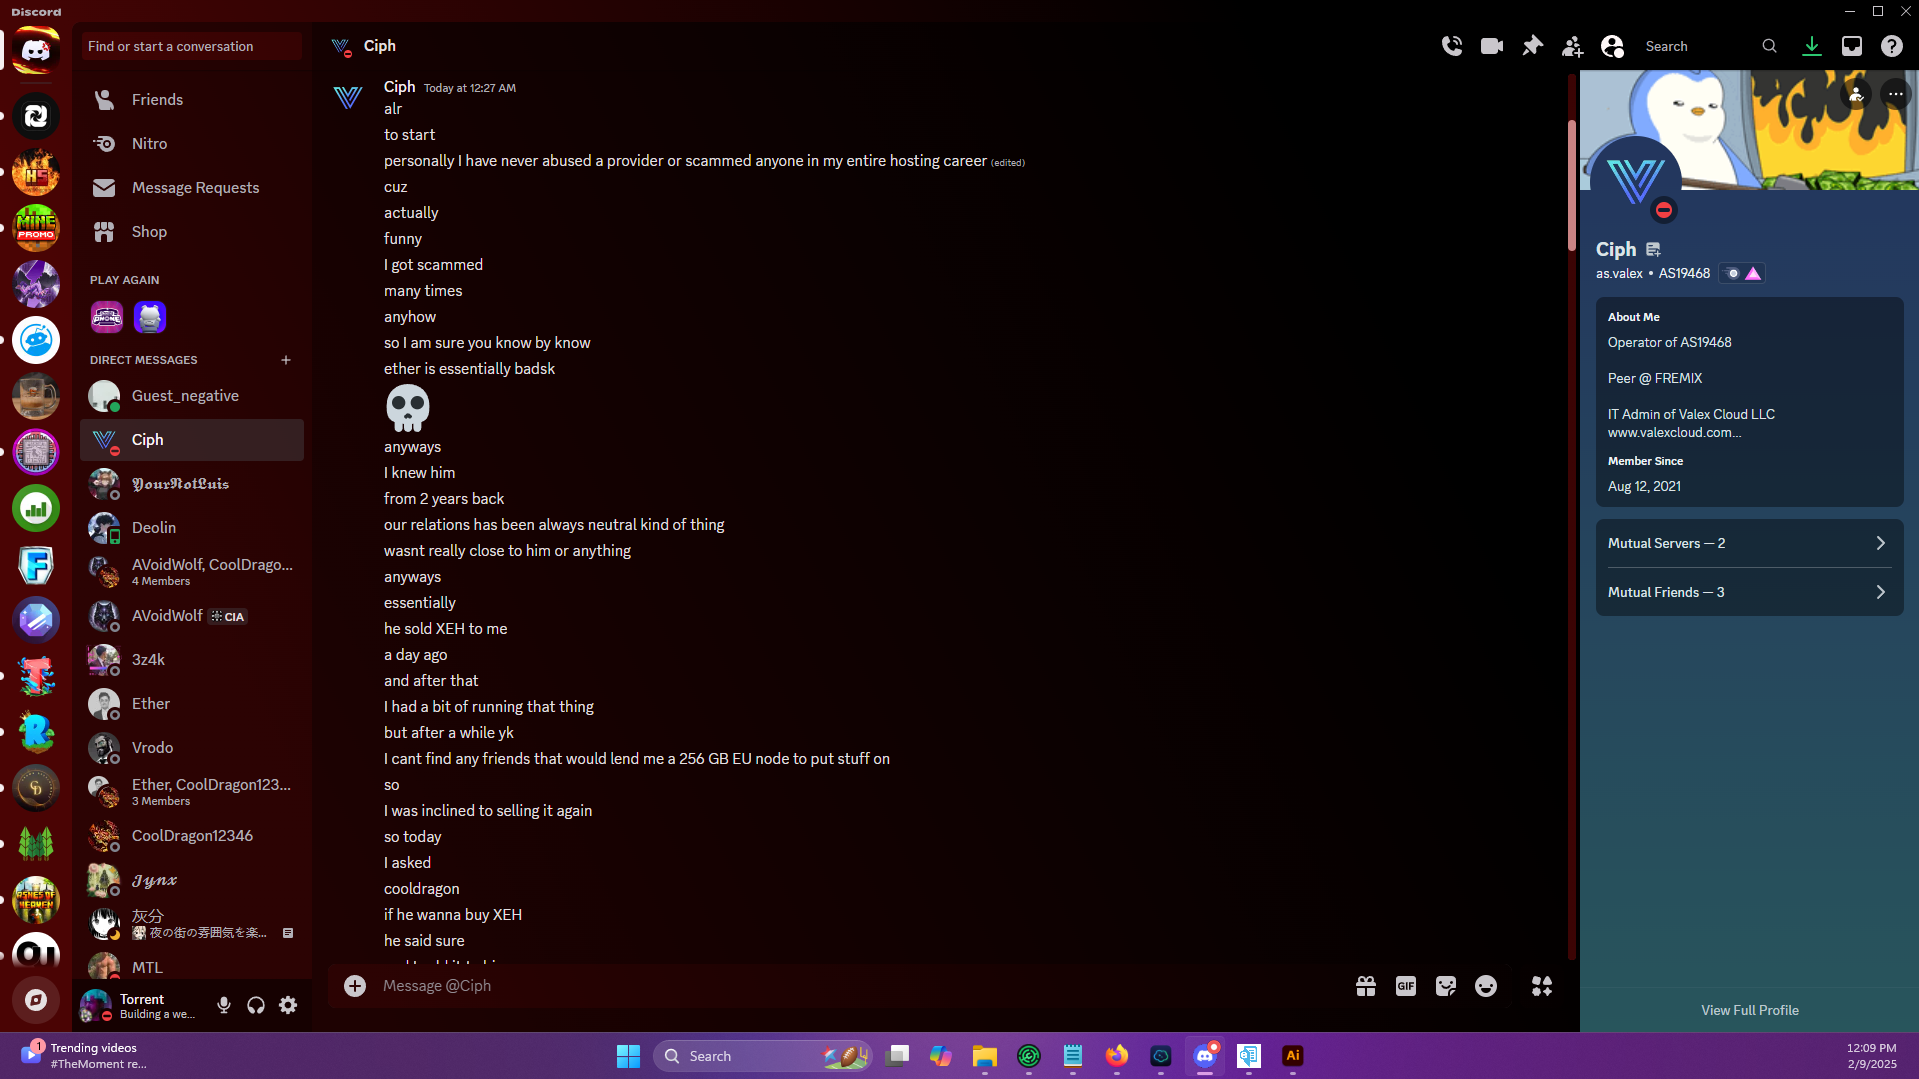 Discord
Find or start a conversation
Friends
Nitro
Message Requests
Shop
PLAY AGAIN
DIRECT MESSAGES
Guest_negative
Ciph
YourNotLuis
Deolin
AVoidWolf, CoolDrago...
4 Members
AVoidWolf CIA
3z4k
Ether
Vrodo
Ether, CoolDragon123...
3 Members
CoolDragon12346
Jynx
灰分
夜の街の雰囲気を楽...
MTL
Torrent
Building a we...
Ciph
Search
Ciph Today at 12:27 AM
alr
to start
personally I have never abused a provider or scammed anyone in my entire hosting career (edited)
cuz
actually
funny
I got scammed
many times
anyhow
so I am sure you know by know
ether is essentially badsk
anyways
I knew him
from 2 years back
our relations has been always neutral kind of thing
wasnt really close to him or anything
anyways
essentially
he sold XEH to me
a day ago
and after that
I had a bit of running that thing
but after a while yk
I cant find any friends that would lend me a 256 GB EU node to put stuff on
so
I was inclined to selling it again
so today
I asked
cooldragon
if he wanna buy XEH
he said sure
Message @Ciph
GIF
Ciph
as.valex • AS19468
About Me
Operator of AS19468
Peer @ FREMIX
IT Admin of Valex Cloud LLC
www.valexcloud.com...
Member Since
Aug 12, 2021
Mutual Servers — 2
Mutual Friends — 3
View Full Profile
HS
MINE
PROMO
ASHES OF
HEAVEN
1
Trending videos
#TheMoment re...
Search
Ai
12:09 PM
2/9/2025